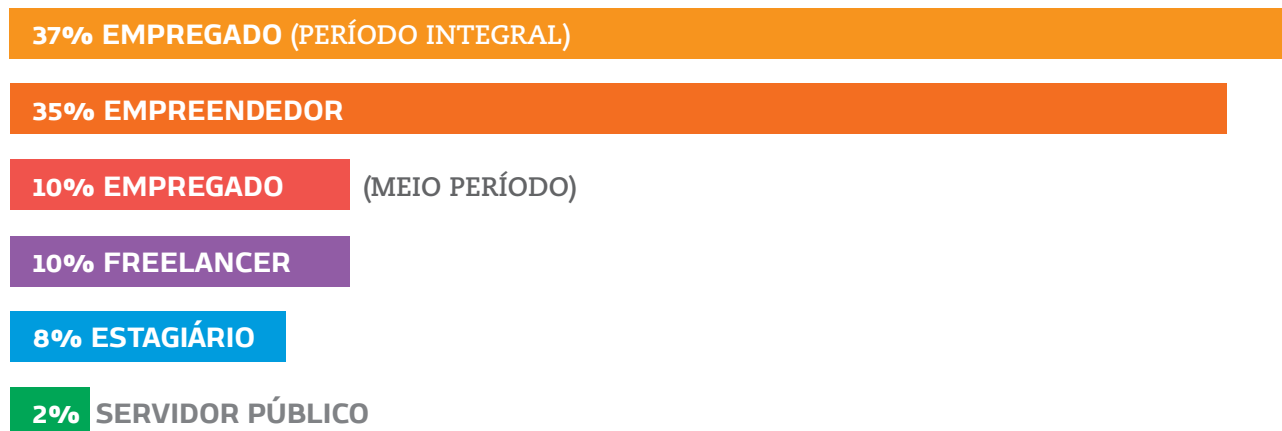 37% EMPREGADO (PERÍODO INTEGRAL)
35% EMPREENDEDOR
10% EMPREGADO (MEIO PERÍODO)
10% FREELANCER
8% ESTAGIÁRIO
2% SERVIDOR PÚBLICO